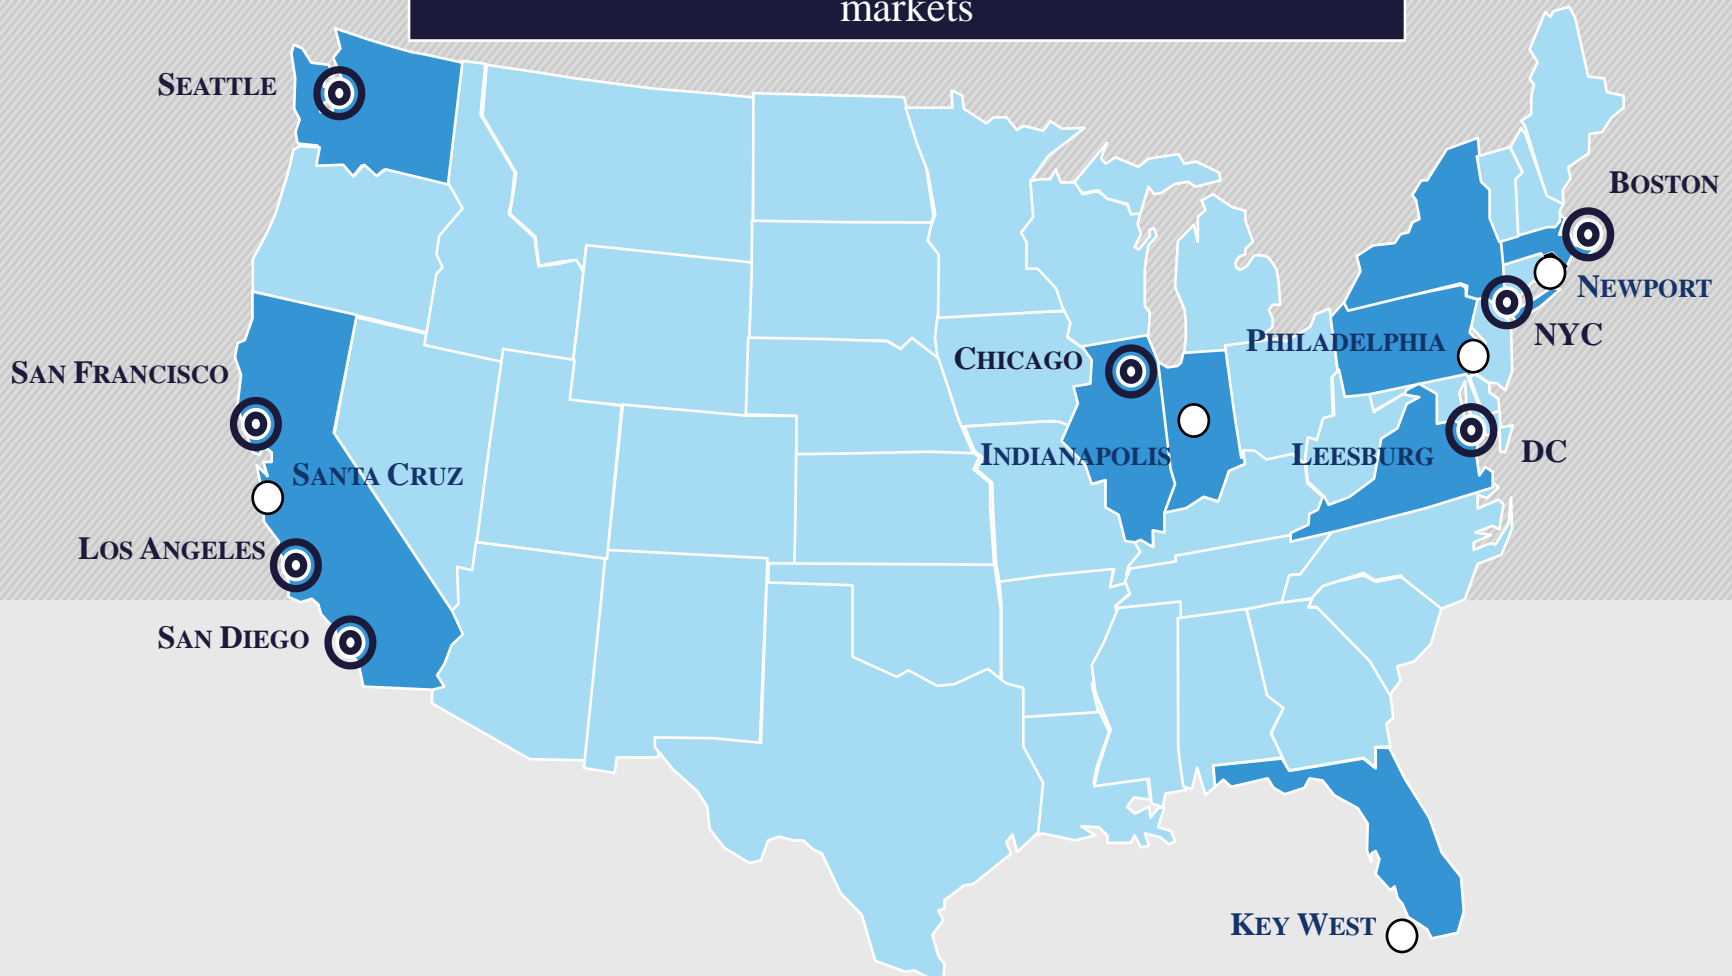 markets
SEATTLE
BOSTON
NEWPORT
NYC
PHILADELPHIA
CHICAGO
SAN FRANCISCO
INDIANAPOLIS
LEESBURG
DC
SANTA CRUZ
LOS ANGELES
SAN DIEGO
KEY WEST